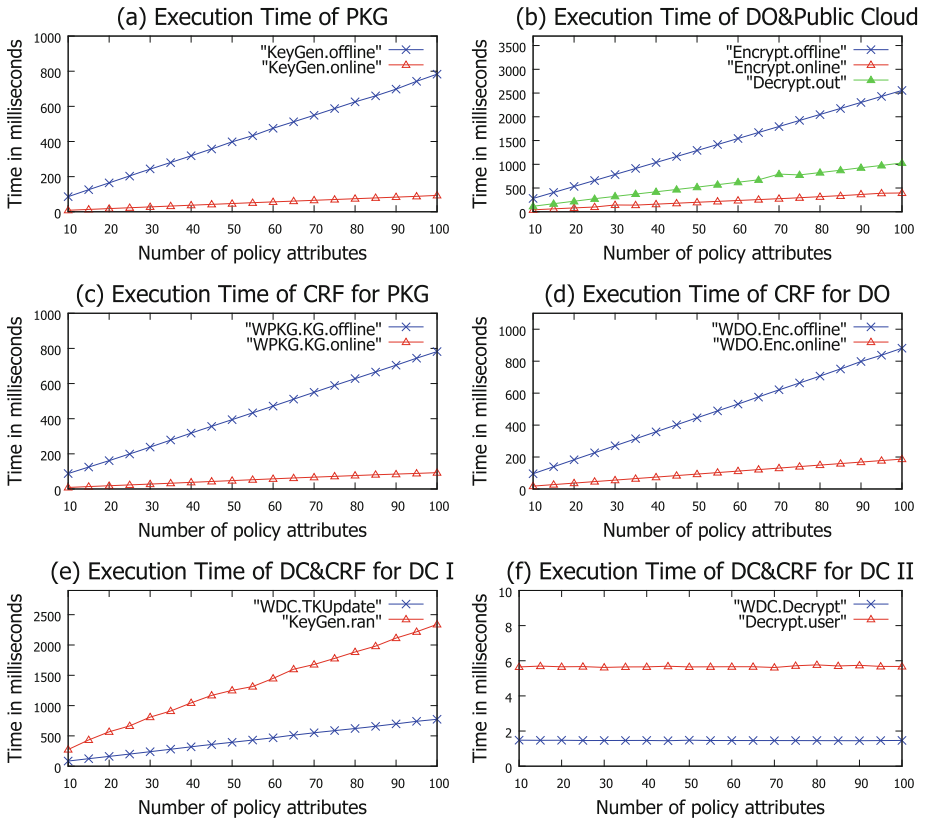 (a) Execution Time of PKG
Time in milliseconds
1000
800
600
400
200
0
"KeyGen.offline"
"KeyGen.online"
10 20 30 40 50 60 70 80 90 100
Number of policy attributes
(b) Execution Time of DO&Public Cloud
Time in milliseconds
3500
3000
2500
2000
1500
1000
500
0
"Encrypt.offline"
"Encrypt.online"
"Decrypt.out"
10 20 30 40 50 60 70 80 90 100
Number of policy attributes
(c) Execution Time of CRF for PKG
Time in milliseconds
1000
800
600
400
200
0
"WPKG.KG.offline"
"WPKG.KG.online"
10 20 30 40 50 60 70 80 90 100
Number of policy attributes
(d) Execution Time of CRF for DO
Time in milliseconds
1000
800
600
400
200
0
"WDO.Enc.offline"
"WDO.Enc.online"
10 20 30 40 50 60 70 80 90 100
Number of policy attributes
(e) Execution Time of DC&CRF for DC I
Time in milliseconds
2500
2000
1500
1000
500
0
"WDC.TKUpdate"
"KeyGen.ran"
10 20 30 40 50 60 70 80 90 100
Number of policy attributes
(f) Execution Time of DC&CRF for DC II
Time in milliseconds
10
8
6
4
2
0
"WDC.Decrypt"
"Decrypt.user"
10 20 30 40 50 60 70 80 90 100
Number of policy attributes